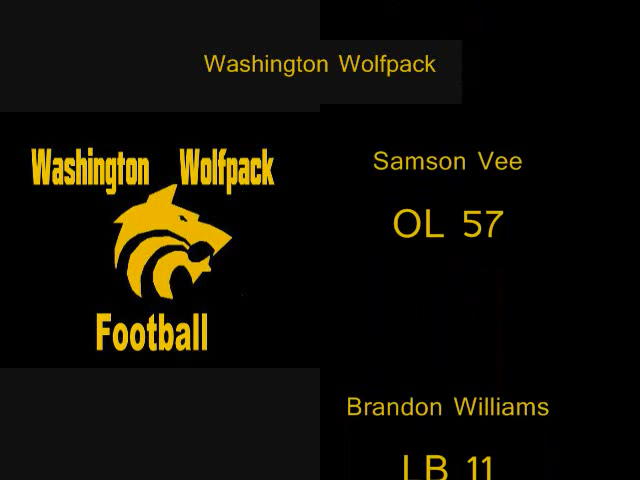 Washington Wolfpack
Washington Wolfpack
Football
Samson Vee
OL 57
Brandon Williams
LB 11